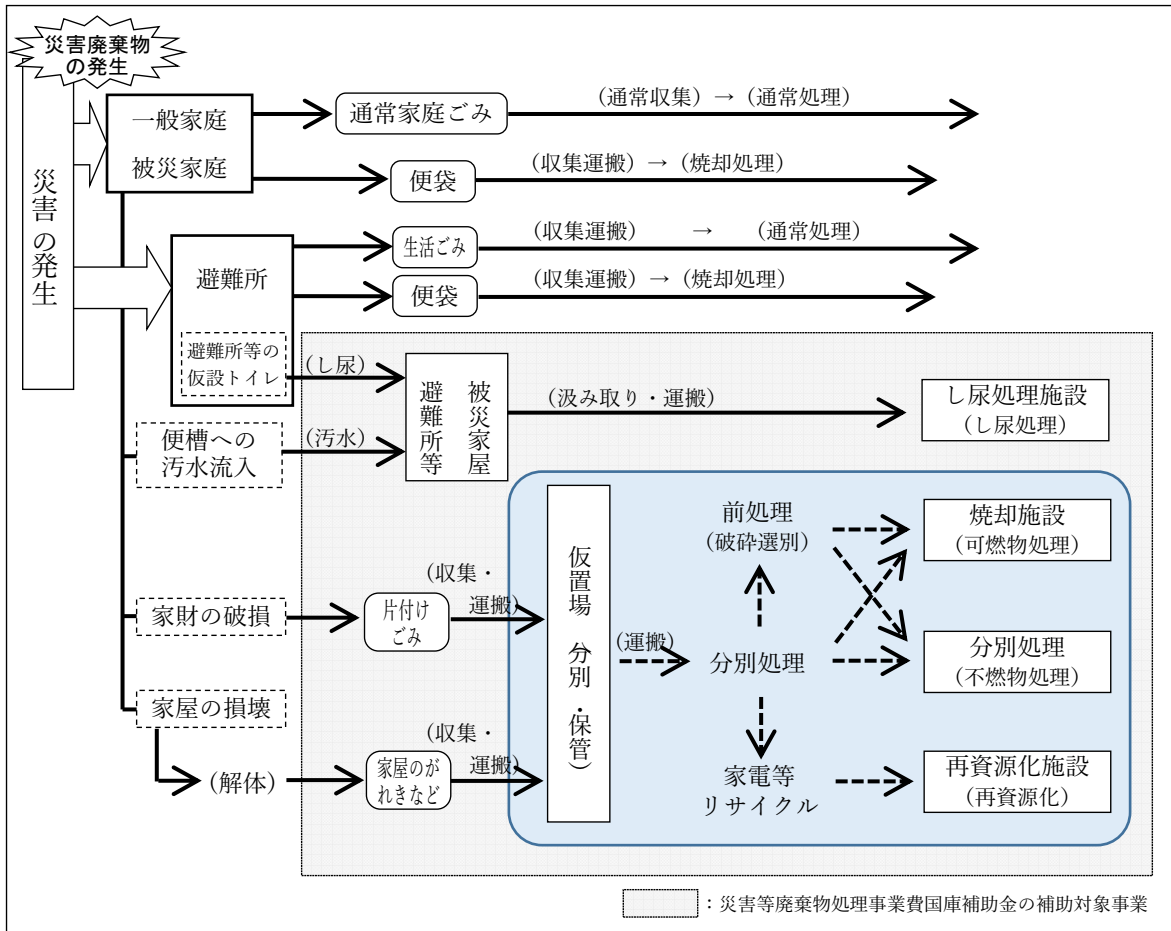 災害廃棄物
の発生
災害の発生
一般家庭
被災家庭
通常家庭ごみ
(通常収集) → (通常処理)
便袋
(収集運搬) → (焼却処理)
避難所
生活ごみ
(収集運搬) → (通常処理)
便袋
(収集運搬) → (焼却処理)
避難所等の
仮設トイレ
(し尿)
便槽への
汚水流入
(汚水)
被災家屋
避難所等
(汲み取り・運搬)
し尿処理施設
(し尿処理)
家財の破損
片付け
ごみ
(収集・
運搬)
家屋の損壊
(解体)
家屋のが
れきなど
(収集・
運搬)
仮置場(分別・保管)
(運搬)
前処理
(破砕選別)
分別処理
家電等
リサイクル
焼却施設
(可燃物処理)
分別処理
(不燃物処理)
再資源化施設
(再資源化)
:災害等廃棄物処理事業費国庫補助金の補助対象事業